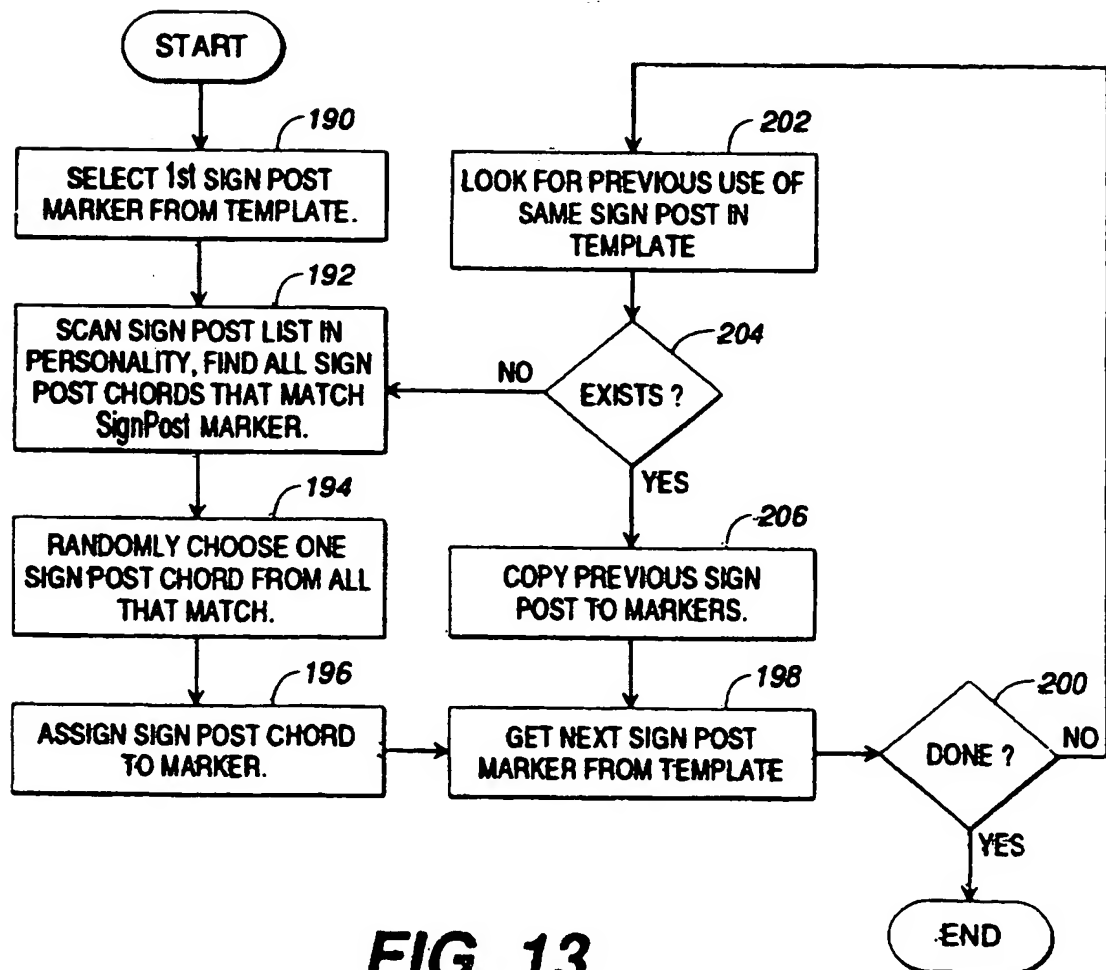 START
190
SELECT 1st SIGN POST
MARKER FROM TEMPLATE.
192
SCAN SIGN POST LIST IN
PERSONALITY, FIND ALL SIGN
POST CHORDS THAT MATCH
SignPost MARKER.
194
RANDOMLY CHOOSE ONE
SIGN POST CHORD FROM ALL
THAT MATCH.
196
ASSIGN SIGN POST CHORD
TO MARKER.
202
LOOK FOR PREVIOUS USE OF
SAME SIGN POST IN
TEMPLATE
204
NO
EXISTS ?
YES
206
COPY PREVIOUS SIGN
POST TO MARKERS.
198
GET NEXT SIGN POST
MARKER FROM TEMPLATE
200
DONE ?
NO
YES
END
FIG. 13